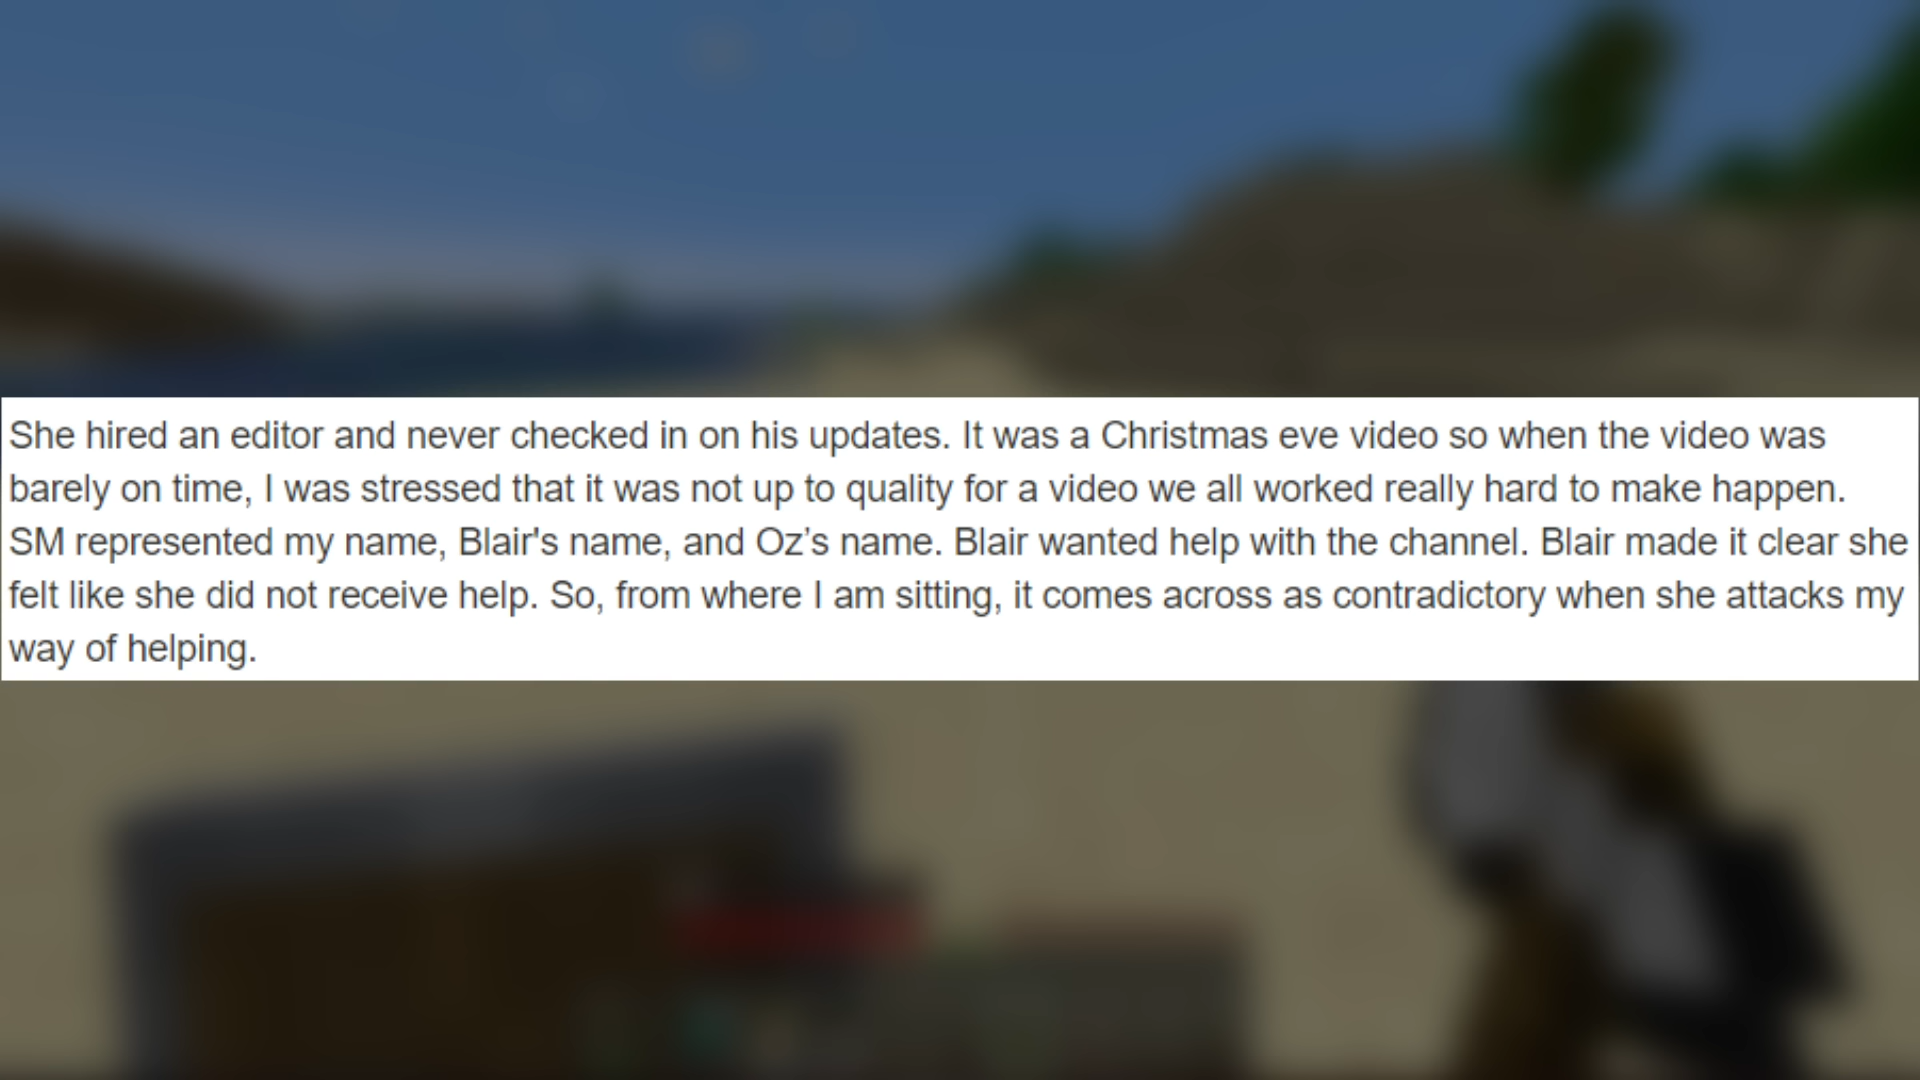 She hired an editor and never checked in on his updates. It was a Christmas eve video so when the video was
barely on time, I was stressed that it was not up to quality for a video we all worked really hard to make happen.
SM represented my name, Blair's name, and Oz’s name. Blair wanted help with the channel. Blair made it clear she
felt like she did not receive help. So, from where I am sitting, it comes across as contradictory when she attacks my
way of helping.